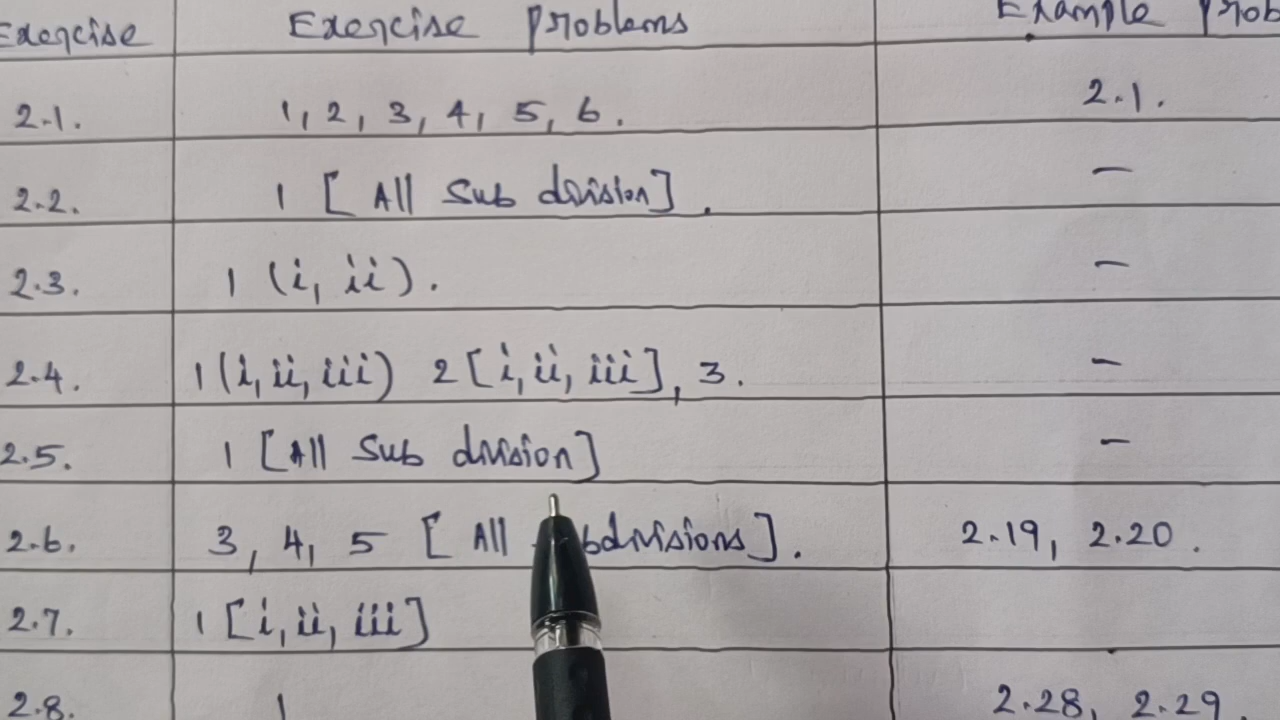 Exercise Exercise Problems Example Prob
2.1. 1, 2, 3, 4, 5, 6. 2.1.
2.2. 1 [ All Sub division ]. -
2.3. 1 (i, ii). -
2.4. 1(i, ii, iii) 2 [i, ii, iii], 3. -
2.5. 1 [All Sub division] -
2.6. 3, 4, 5 [ All Subdivisions ]. 2.19, 2.20.
2.7. 1 [i, ii, iii]
2.8. 1 2.28, 2.29.